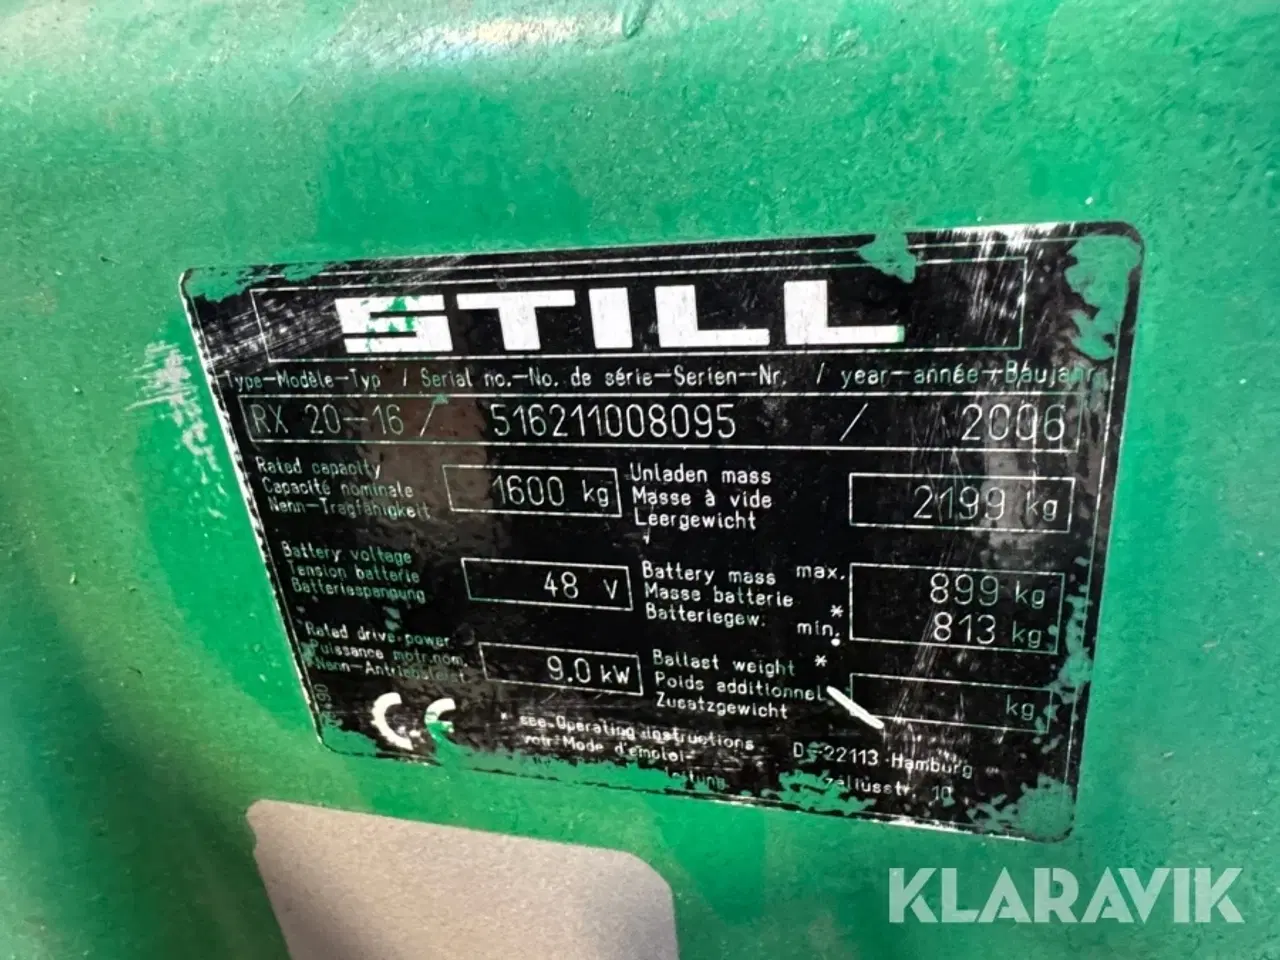 STILL
Type-Modèle-Typ / Serial no.-No. de série-Serien-Nr. / year-année-Baujahr
RX 20-16 / 516211008095 / 2006
Rated capacity
Capacité nominale
Nenn-Tragfähigkeit
1600 kg
Unladen mass
Masse à vide
Leergewicht
2199 kg
Battery voltage
Tension batterie
Batteriespangung
48 V
Battery mass max.
Masse batterie
Batteriegew. min.*
899 kg
813 kg
Rated drive-power
Puissance motr.nom.
Nenn-Antriebsleist
9.0 kW
Ballast weight *
Poids additionnel
Zusatzgewicht
kg
CE
* see Operating instructions
voir Mode d'emploi
D-22113 Hamburg
10
KLARAVIK